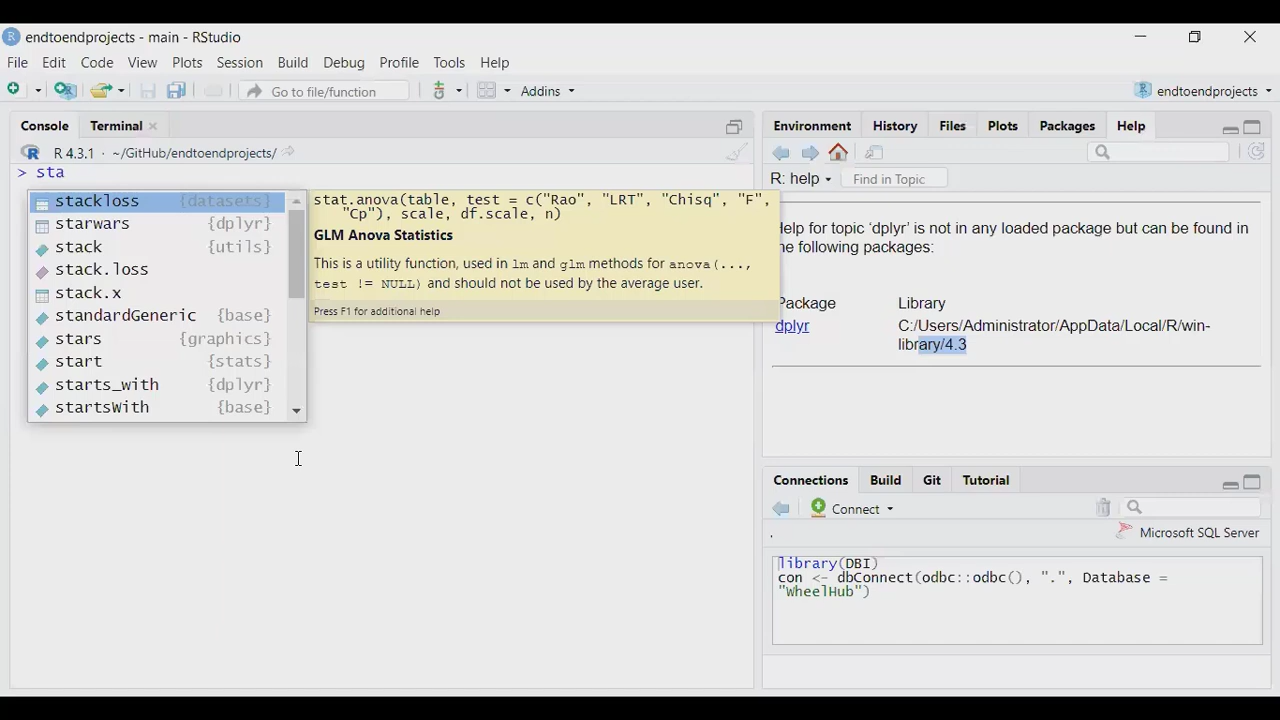 endtoendprojects - main - RStudio
File Edit Code View Plots Session Build Debug Profile Tools Help
Go to file/function Addins endtoendprojects
Console Terminal
R 4.3.1 · ~/GitHub/endtoendprojects/
> sta
stackloss {datasets}
starwars {dplyr}
stack {utils}
stack.loss
stack.x
standardGeneric {base}
stars {graphics}
start {stats}
starts_with {dplyr}
startsWith {base}
stat.anova(table, test = c("Rao", "LRT", "Chisq", "F",
"Cp"), scale, df.scale, n)
GLM Anova Statistics
This is a utility function, used in lm and glm methods for anova(...,
test != NULL) and should not be used by the average user.
Press F1 for additional help
Environment History Files Plots Packages Help
R: help Find in Topic
Help for topic ‘dplyr’ is not in any loaded package but can be found in
the following packages:
Package Library
dplyr C:/Users/Administrator/AppData/Local/R/win-
library/4.3
Connections Build Git Tutorial
Connect
. Microsoft SQL Server
library(DBI)
con <- dbConnect(odbc::odbc(), ".", Database =
"WheelHub")